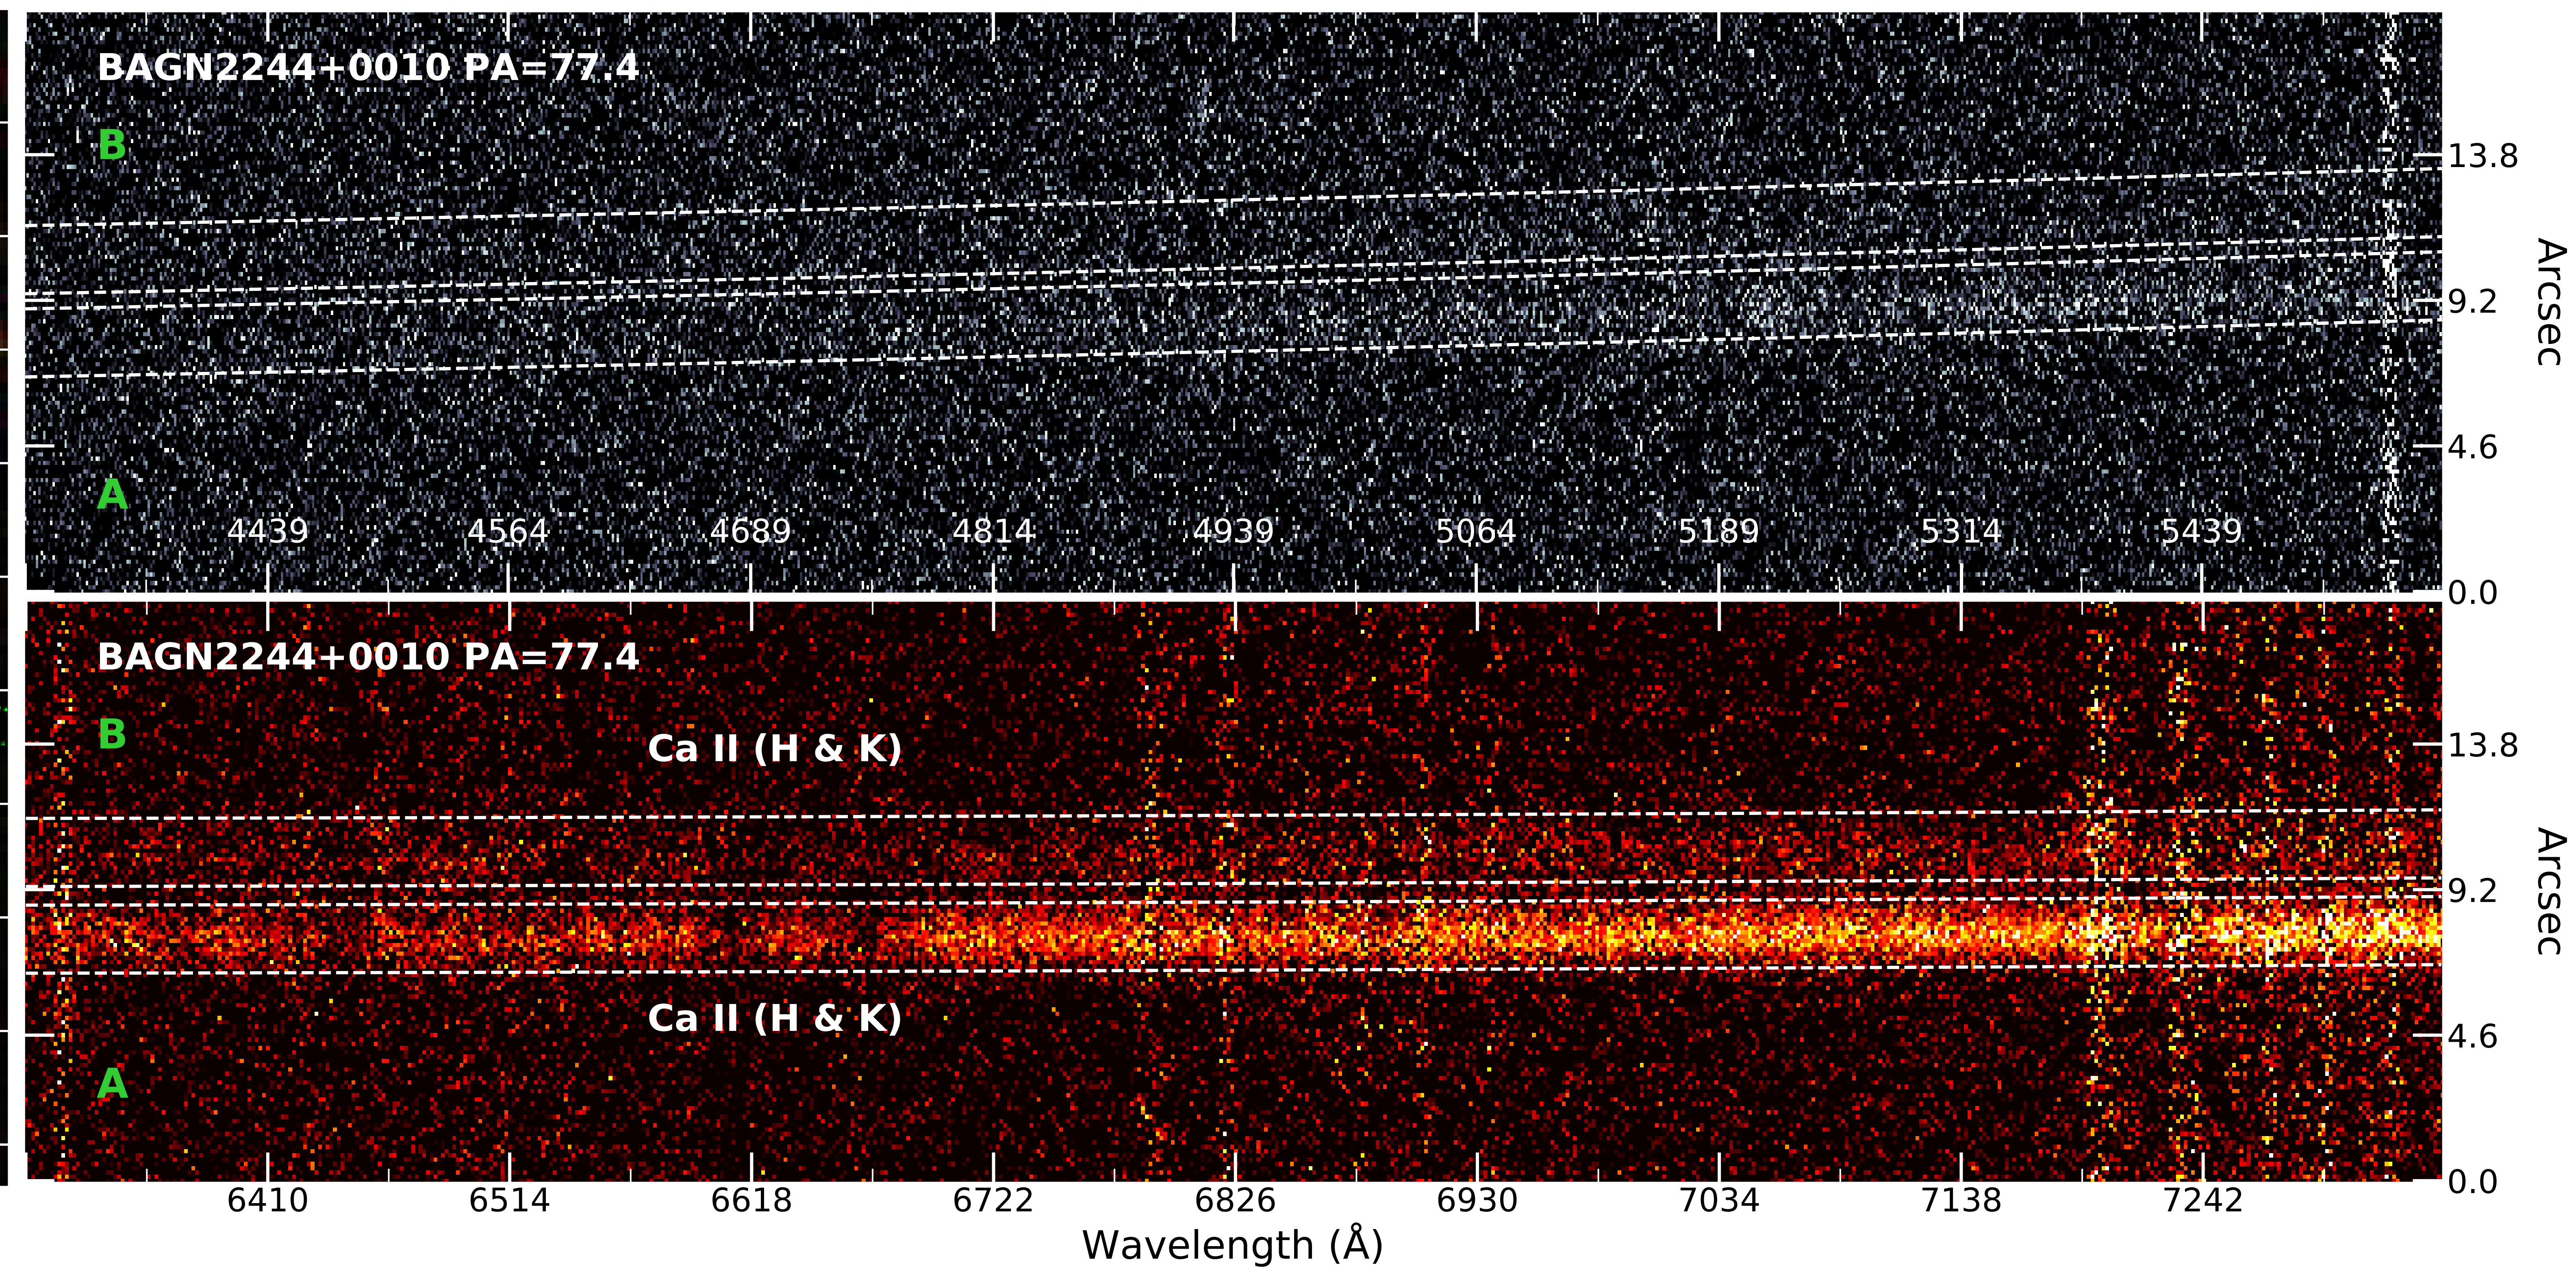 BAGN2244+0010 PA=77.4
B
A
4439 4564 4689 4814 4939 5064 5189 5314 5439
13.8
9.2
4.6
0.0
Arcsec
BAGN2244+0010 PA=77.4
B
Ca II (H & K)
Ca II (H & K)
A
13.8
9.2
4.6
0.0
Arcsec
6410 6514 6618 6722 6826 6930 7034 7138 7242
Wavelength (Å)